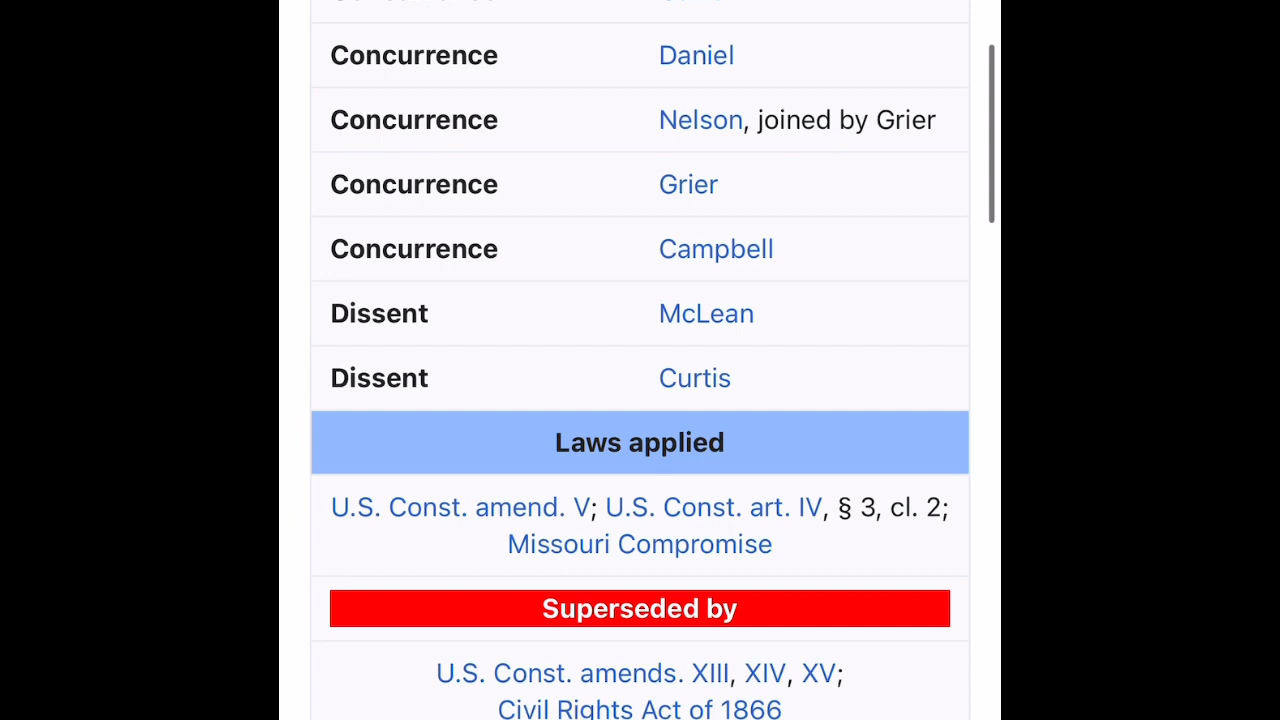 Concurrence Daniel
Concurrence Nelson, joined by Grier
Concurrence Grier
Concurrence Campbell
Dissent McLean
Dissent Curtis
Laws applied
U.S. Const. amend. V; U.S. Const. art. IV, § 3, cl. 2;
Missouri Compromise
Superseded by
U.S. Const. amends. XIII, XIV, XV;
Civil Rights Act of 1866